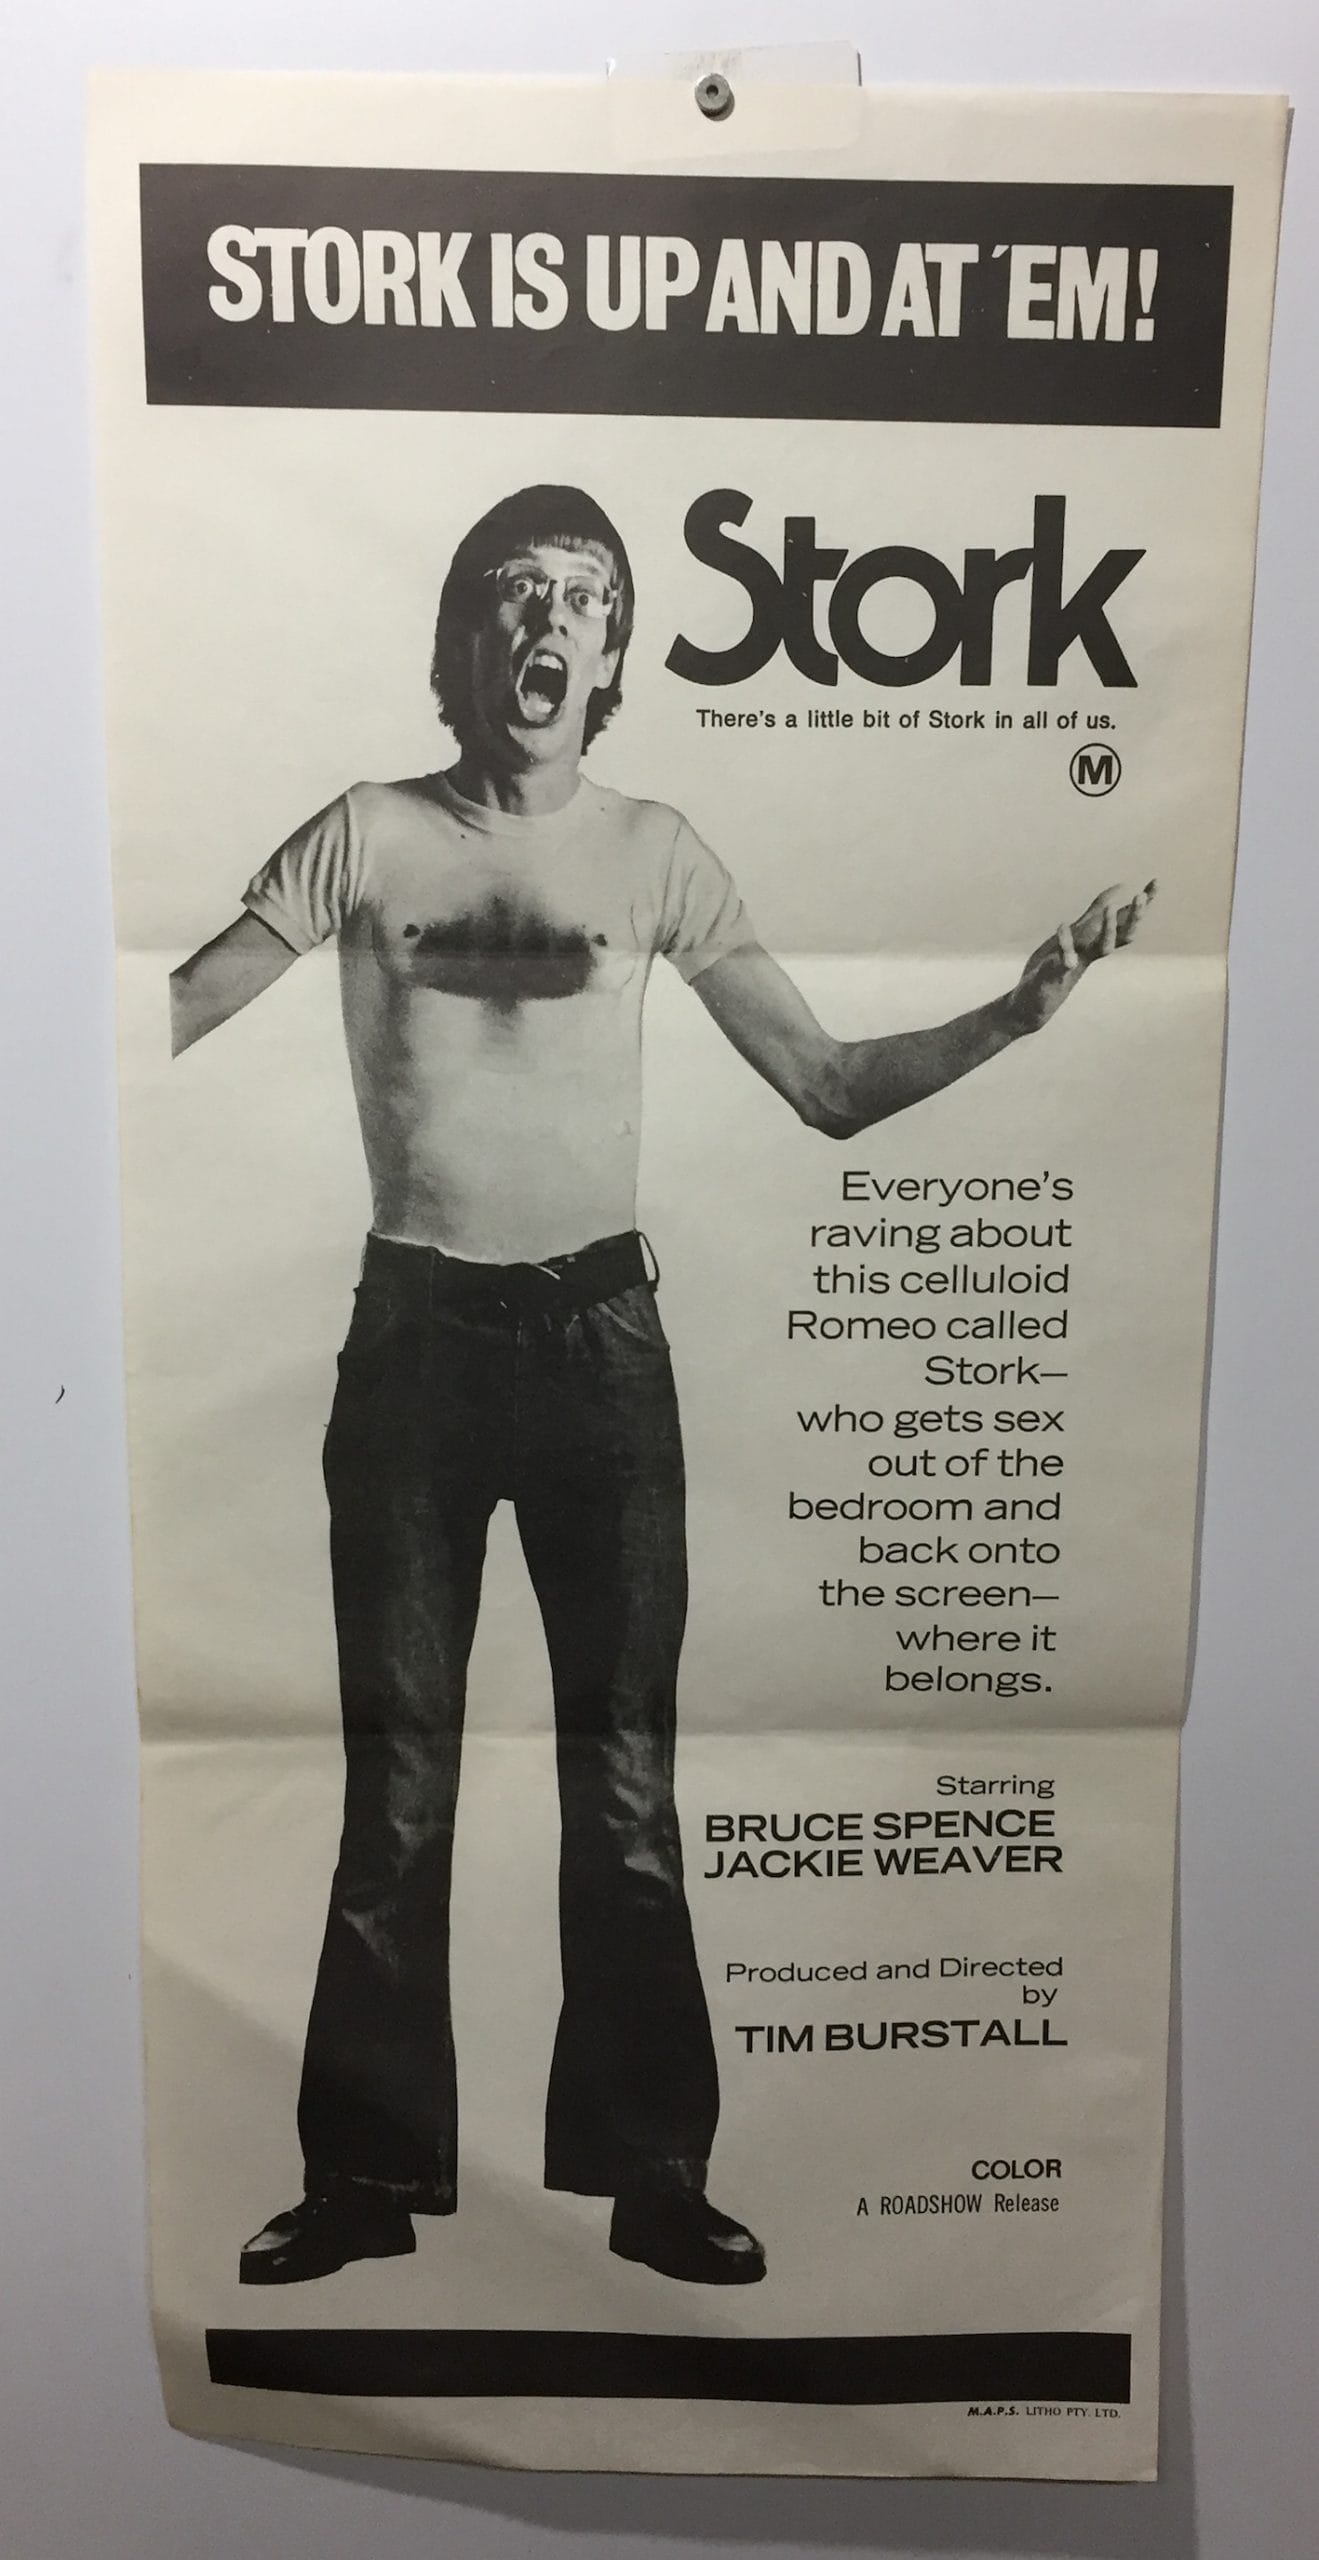 STORK IS UP AND AT 'EM!
Stork
There's a little bit of Stork in all of us.
M
Everyone's
raving about
this celluloid
Romeo called
Stork—
who gets sex
out of the
bedroom and
back onto
the screen—
where it
belongs.
Starring
BRUCE SPENCE
JACKIE WEAVER
Produced and Directed
by
TIM BURSTALL
COLOR
A ROADSHOW Release
M.A.P.S. LITHO PTY. LTD.